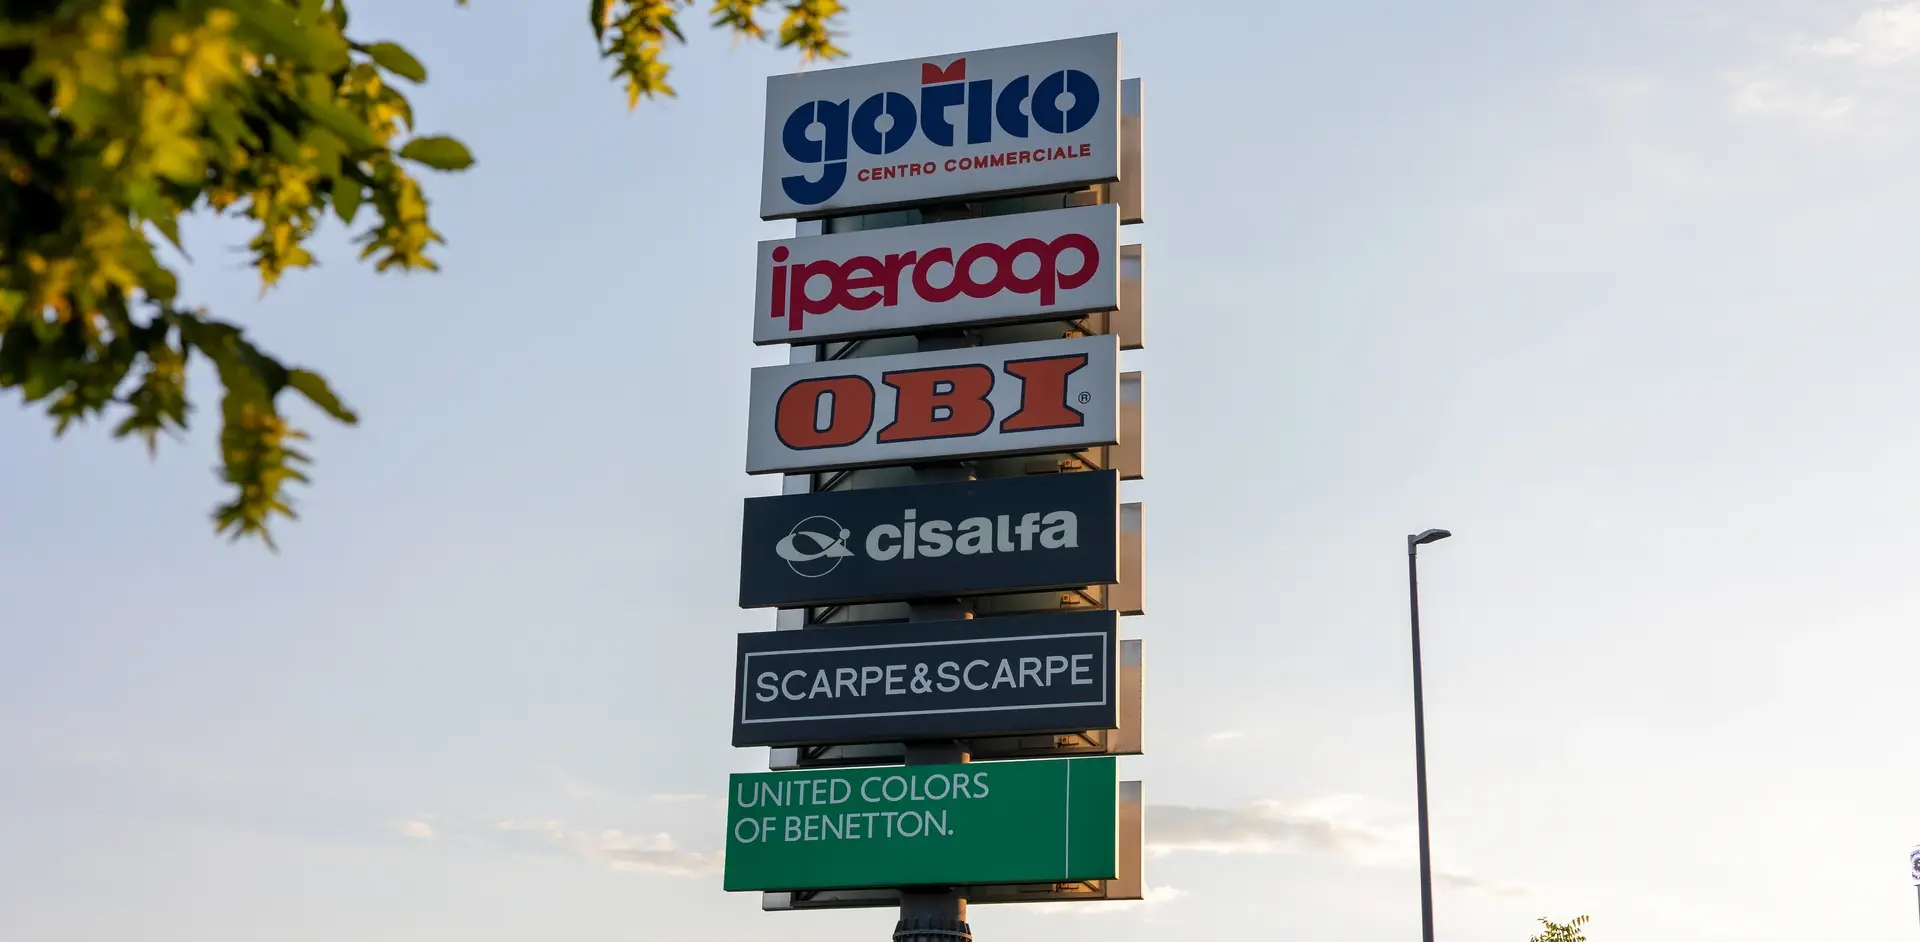 gotico
CENTRO COMMERCIALE
ipercoop
OBI®
cisalfa
SCARPE&SCARPE
UNITED COLORS
OF BENETTON.